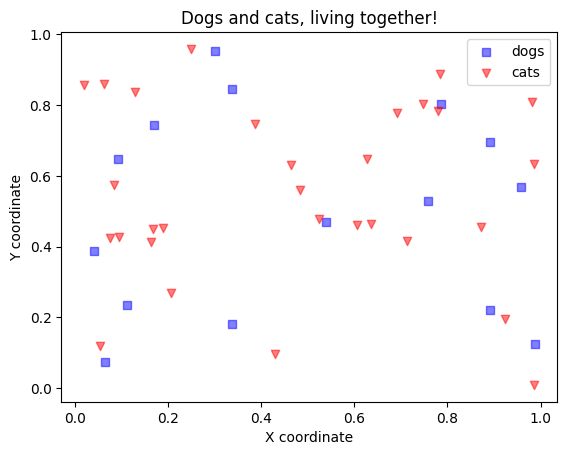 Dogs and cats, living together!
dogs
cats
Y coordinate
1.0
0.8
0.6
0.4
0.2
0.0
0.0 0.2 0.4 0.6 0.8 1.0
X coordinate